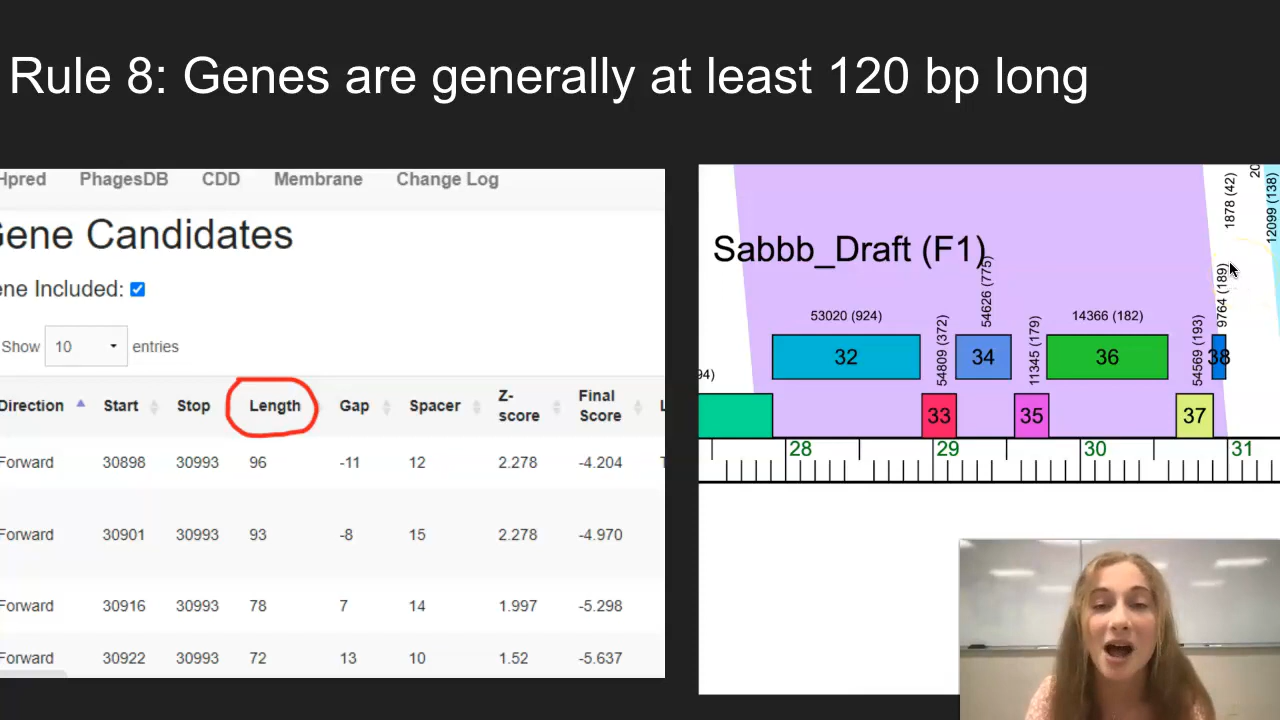 Rule 8: Genes are generally at least 120 bp long
Hpred PhagesDB CDD Membrane Change Log
Gene Candidates
ene Included:
Show 10 entries
Direction Start Stop Length Gap Spacer Z-score Final Score L
Forward 30898 30993 96 -11 12 2.278 -4.204
Forward 30901 30993 93 -8 15 2.278 -4.970
Forward 30916 30993 78 7 14 1.997 -5.298
Forward 30922 30993 72 13 10 1.52 -5.637
Sabbb_Draft (F1)
1878 (42)
20
12099 (138)
53020 (924)
54809 (372)
54626 (775)
11345 (179)
14366 (182)
54569 (193)
9764 (189)
94)
32 34 36 38
33 35 37
28 29 30 31